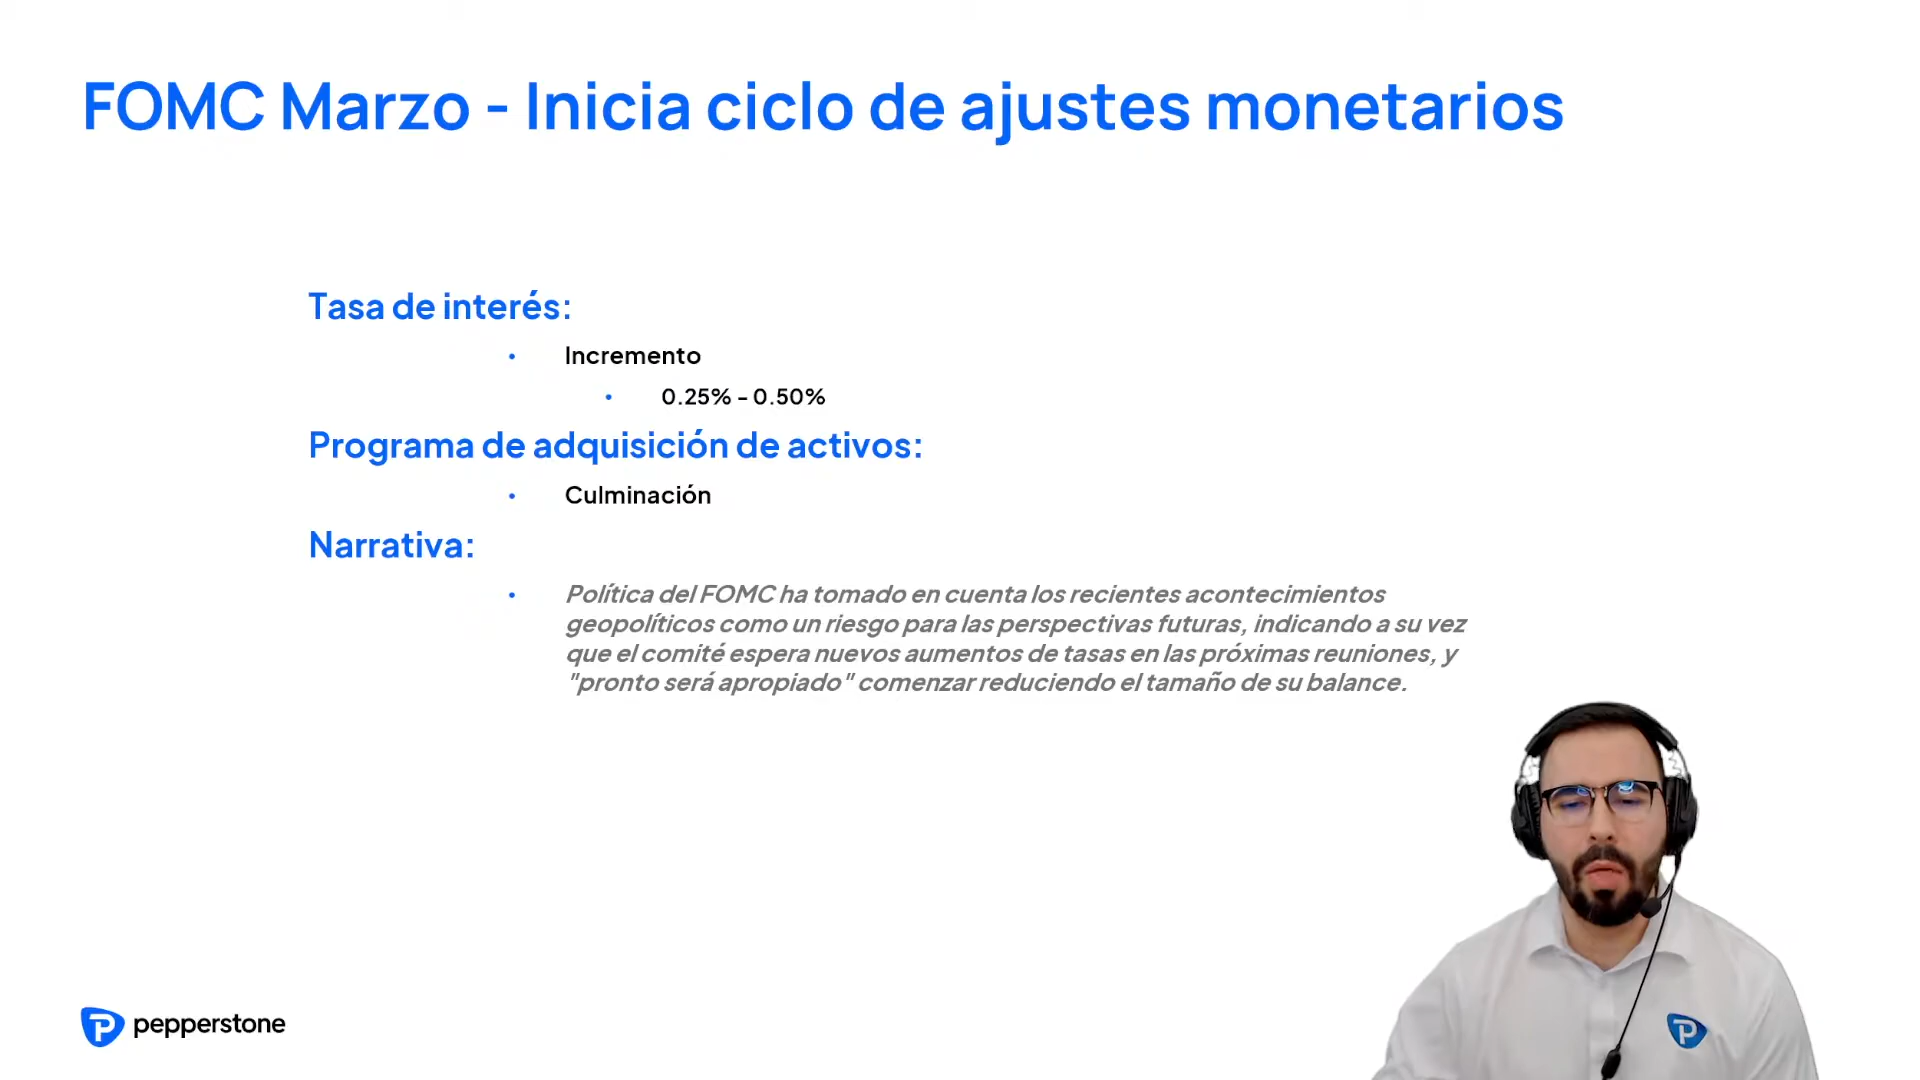 FOMC Marzo - Inicia ciclo de ajustes monetarios
Tasa de interés:
• Incremento
• 0.25% - 0.50%
Programa de adquisición de activos:
• Culminación
Narrativa:
• Política del FOMC ha tomado en cuenta los recientes acontecimientos
geopolíticos como un riesgo para las perspectivas futuras, indicando a su vez
que el comité espera nuevos aumentos de tasas en las próximas reuniones, y
"pronto será apropiado" comenzar reduciendo el tamaño de su balance.
pepperstone